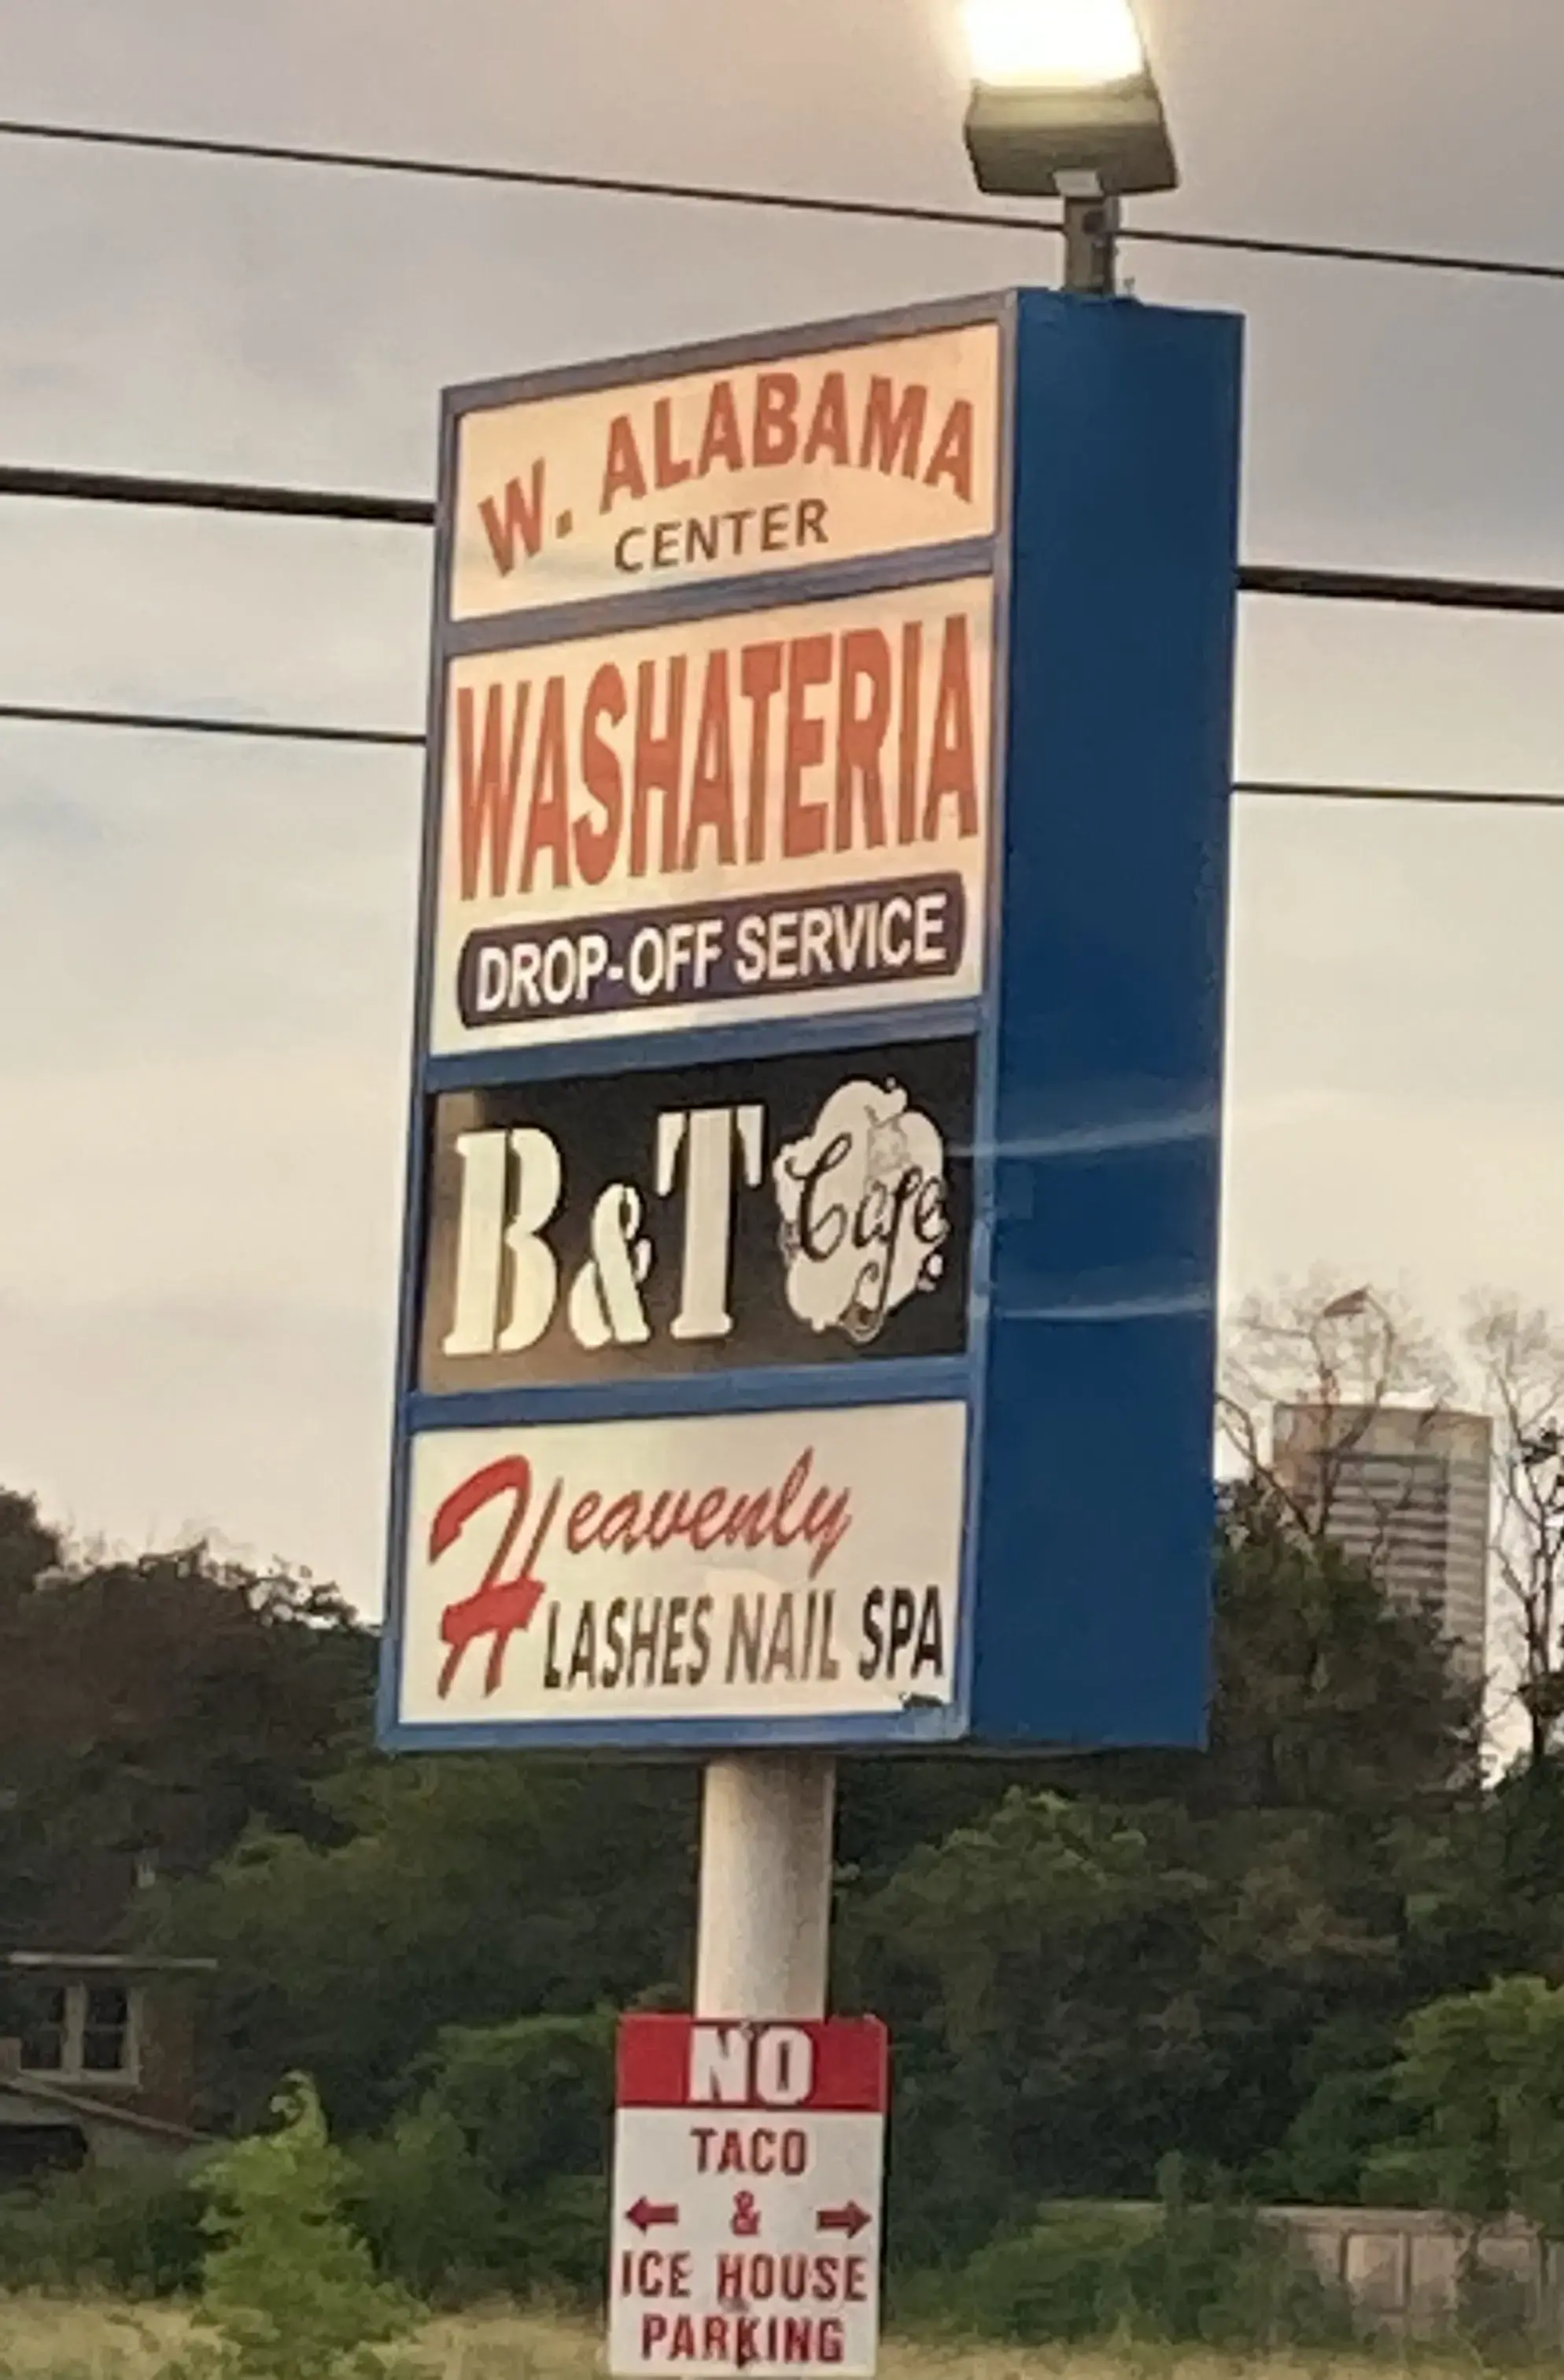 W. ALABAMA
CENTER
WASHATERIA
DROP-OFF SERVICE
B&T Cafe
Heavenly
LASHES NAIL SPA
NO
TACO
&
ICE HOUSE
PARKING